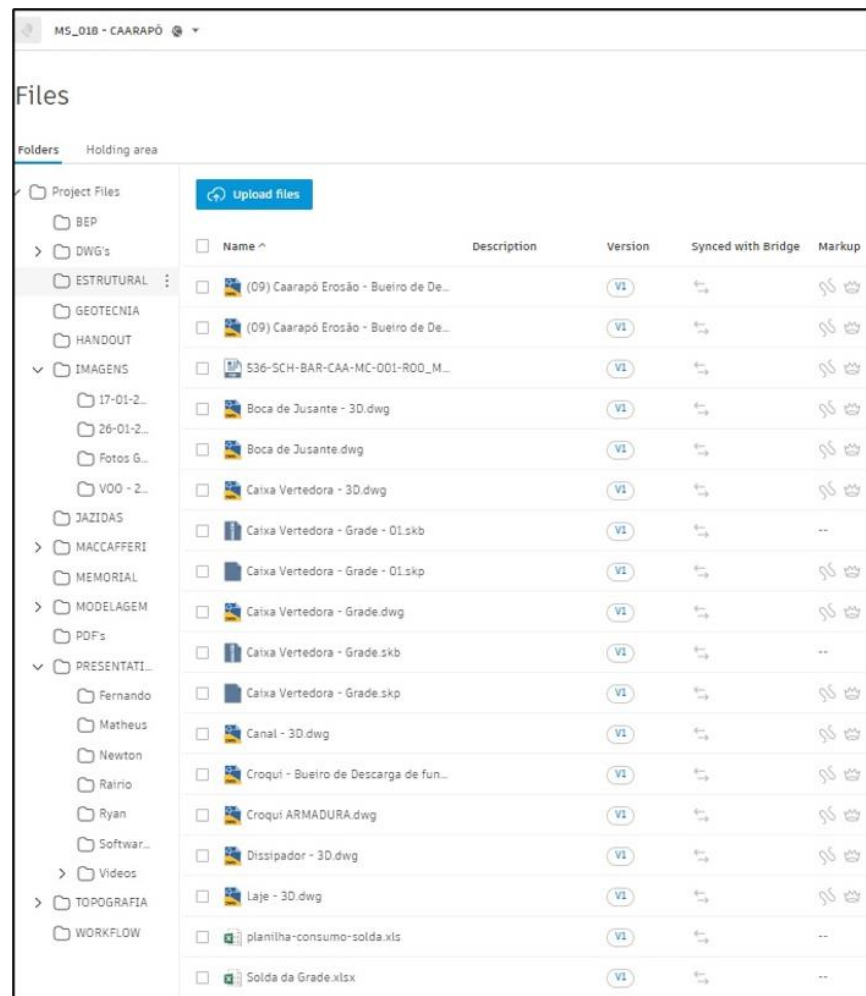 MS_018 - CAARAPÓ
Files
Folders Holding area
Project Files
BEP
DWG's
ESTRUTURAL
GEOTECNIA
HANDOUT
IMAGENS
17-01-2...
26-01-2...
Fotos G...
VOO - 2...
JAZIDAS
MACCAFFERI
MEMORIAL
MODELAGEM
PDF's
PRESENTATI...
Fernando
Matheus
Newton
Rairio
Ryan
Softwar...
Videos
TOPOGRAFIA
WORKFLOW
Upload files
Name Description Version Synced with Bridge Markup
(09) Caarapó Erosão - Bueiro de De... V1
(09) Caarapó Erosão - Bueiro de De... V1
536-SCH-BAR-CAA-MC-001-R00_M... V1
Boca de Jusante - 3D.dwg V1
Boca de Jusante.dwg V1
Caixa Vertedora - 3D.dwg V1
Caixa Vertedora - Grade - 01.skb V1 --
Caixa Vertedora - Grade - 01.skp V1
Caixa Vertedora - Grade.dwg V1
Caixa Vertedora - Grade.skb V1 --
Caixa Vertedora - Grade.skp V1
Canal - 3D.dwg V1
Croqui - Bueiro de Descarga de fun... V1
Croqui ARMADURA.dwg V1
Dissipador - 3D.dwg V1
Laje - 3D.dwg V1
planilha-consumo-solda.xls V1 --
Solda da Grade.xlsx V1 --